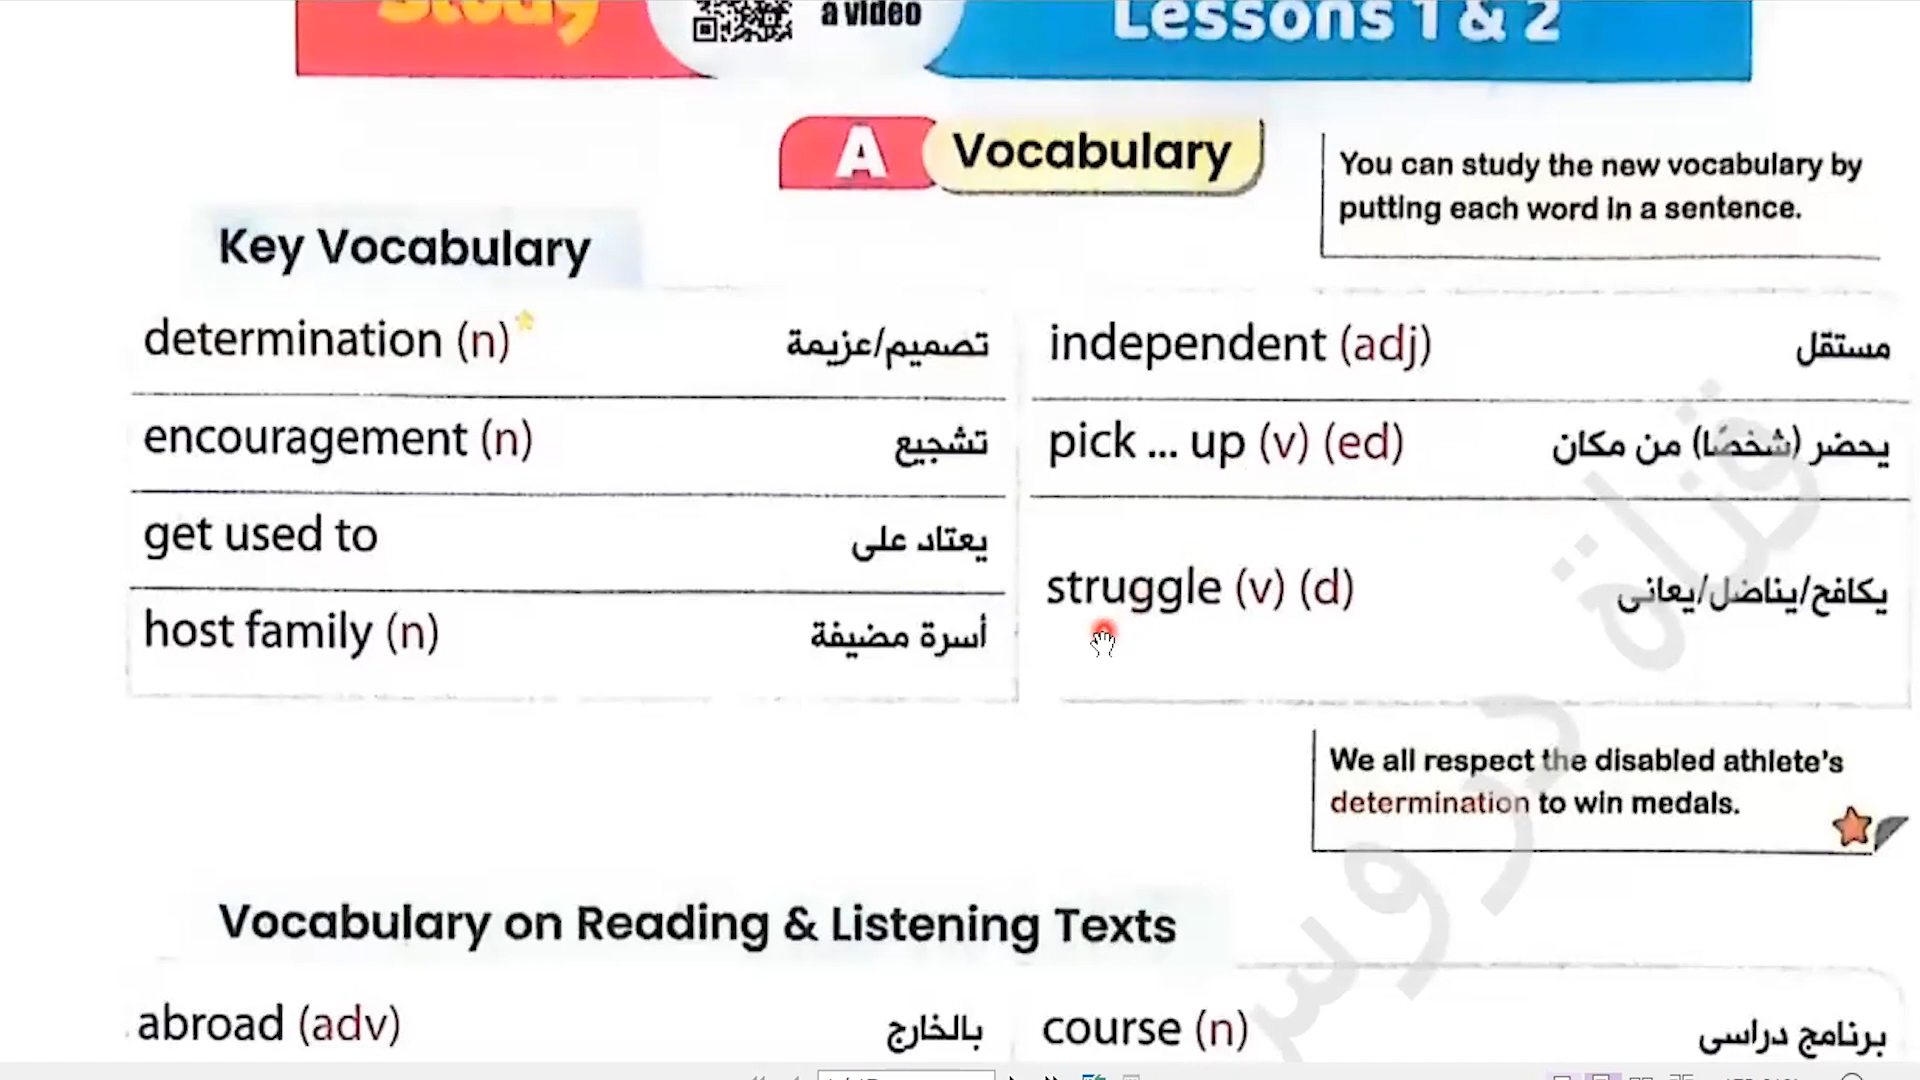 Study
a video
Lessons 1 & 2
A Vocabulary
You can study the new vocabulary by
putting each word in a sentence.
Key Vocabulary
determination (n)* تصميم/عزيمة
independent (adj) مستقل
encouragement (n) تشجيع
pick ... up (v) (ed) يحضر (شخصًا) من مكان
get used to يعتاد على
struggle (v) (d) يكافح/يناضل/يعانى
host family (n) أسرة مضيفة
We all respect the disabled athlete's
determination to win medals.
Vocabulary on Reading & Listening Texts
abroad (adv) بالخارج
course (n) برنامج دراسى
قناة دروس